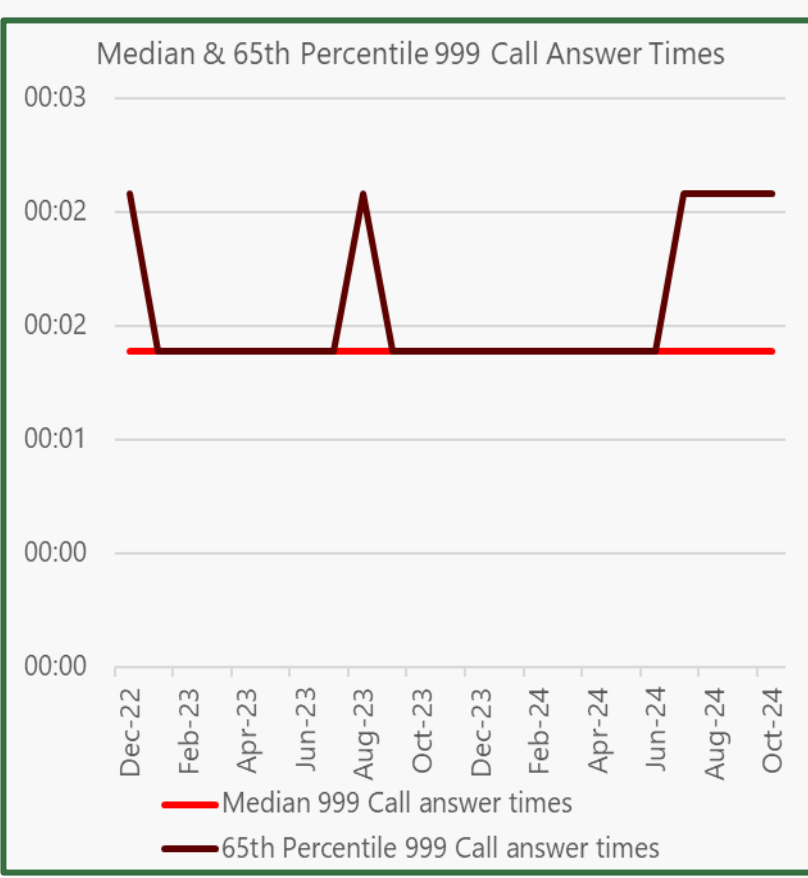 Median & 65th Percentile 999 Call Answer Times
00:03
00:02
00:02
00:01
00:00
00:00
Dec-22
Feb-23
Apr-23
Jun-23
Aug-23
Oct-23
Dec-23
Feb-24
Apr-24
Jun-24
Aug-24
Oct-24
Median 999 Call answer times
65th Percentile 999 Call answer times